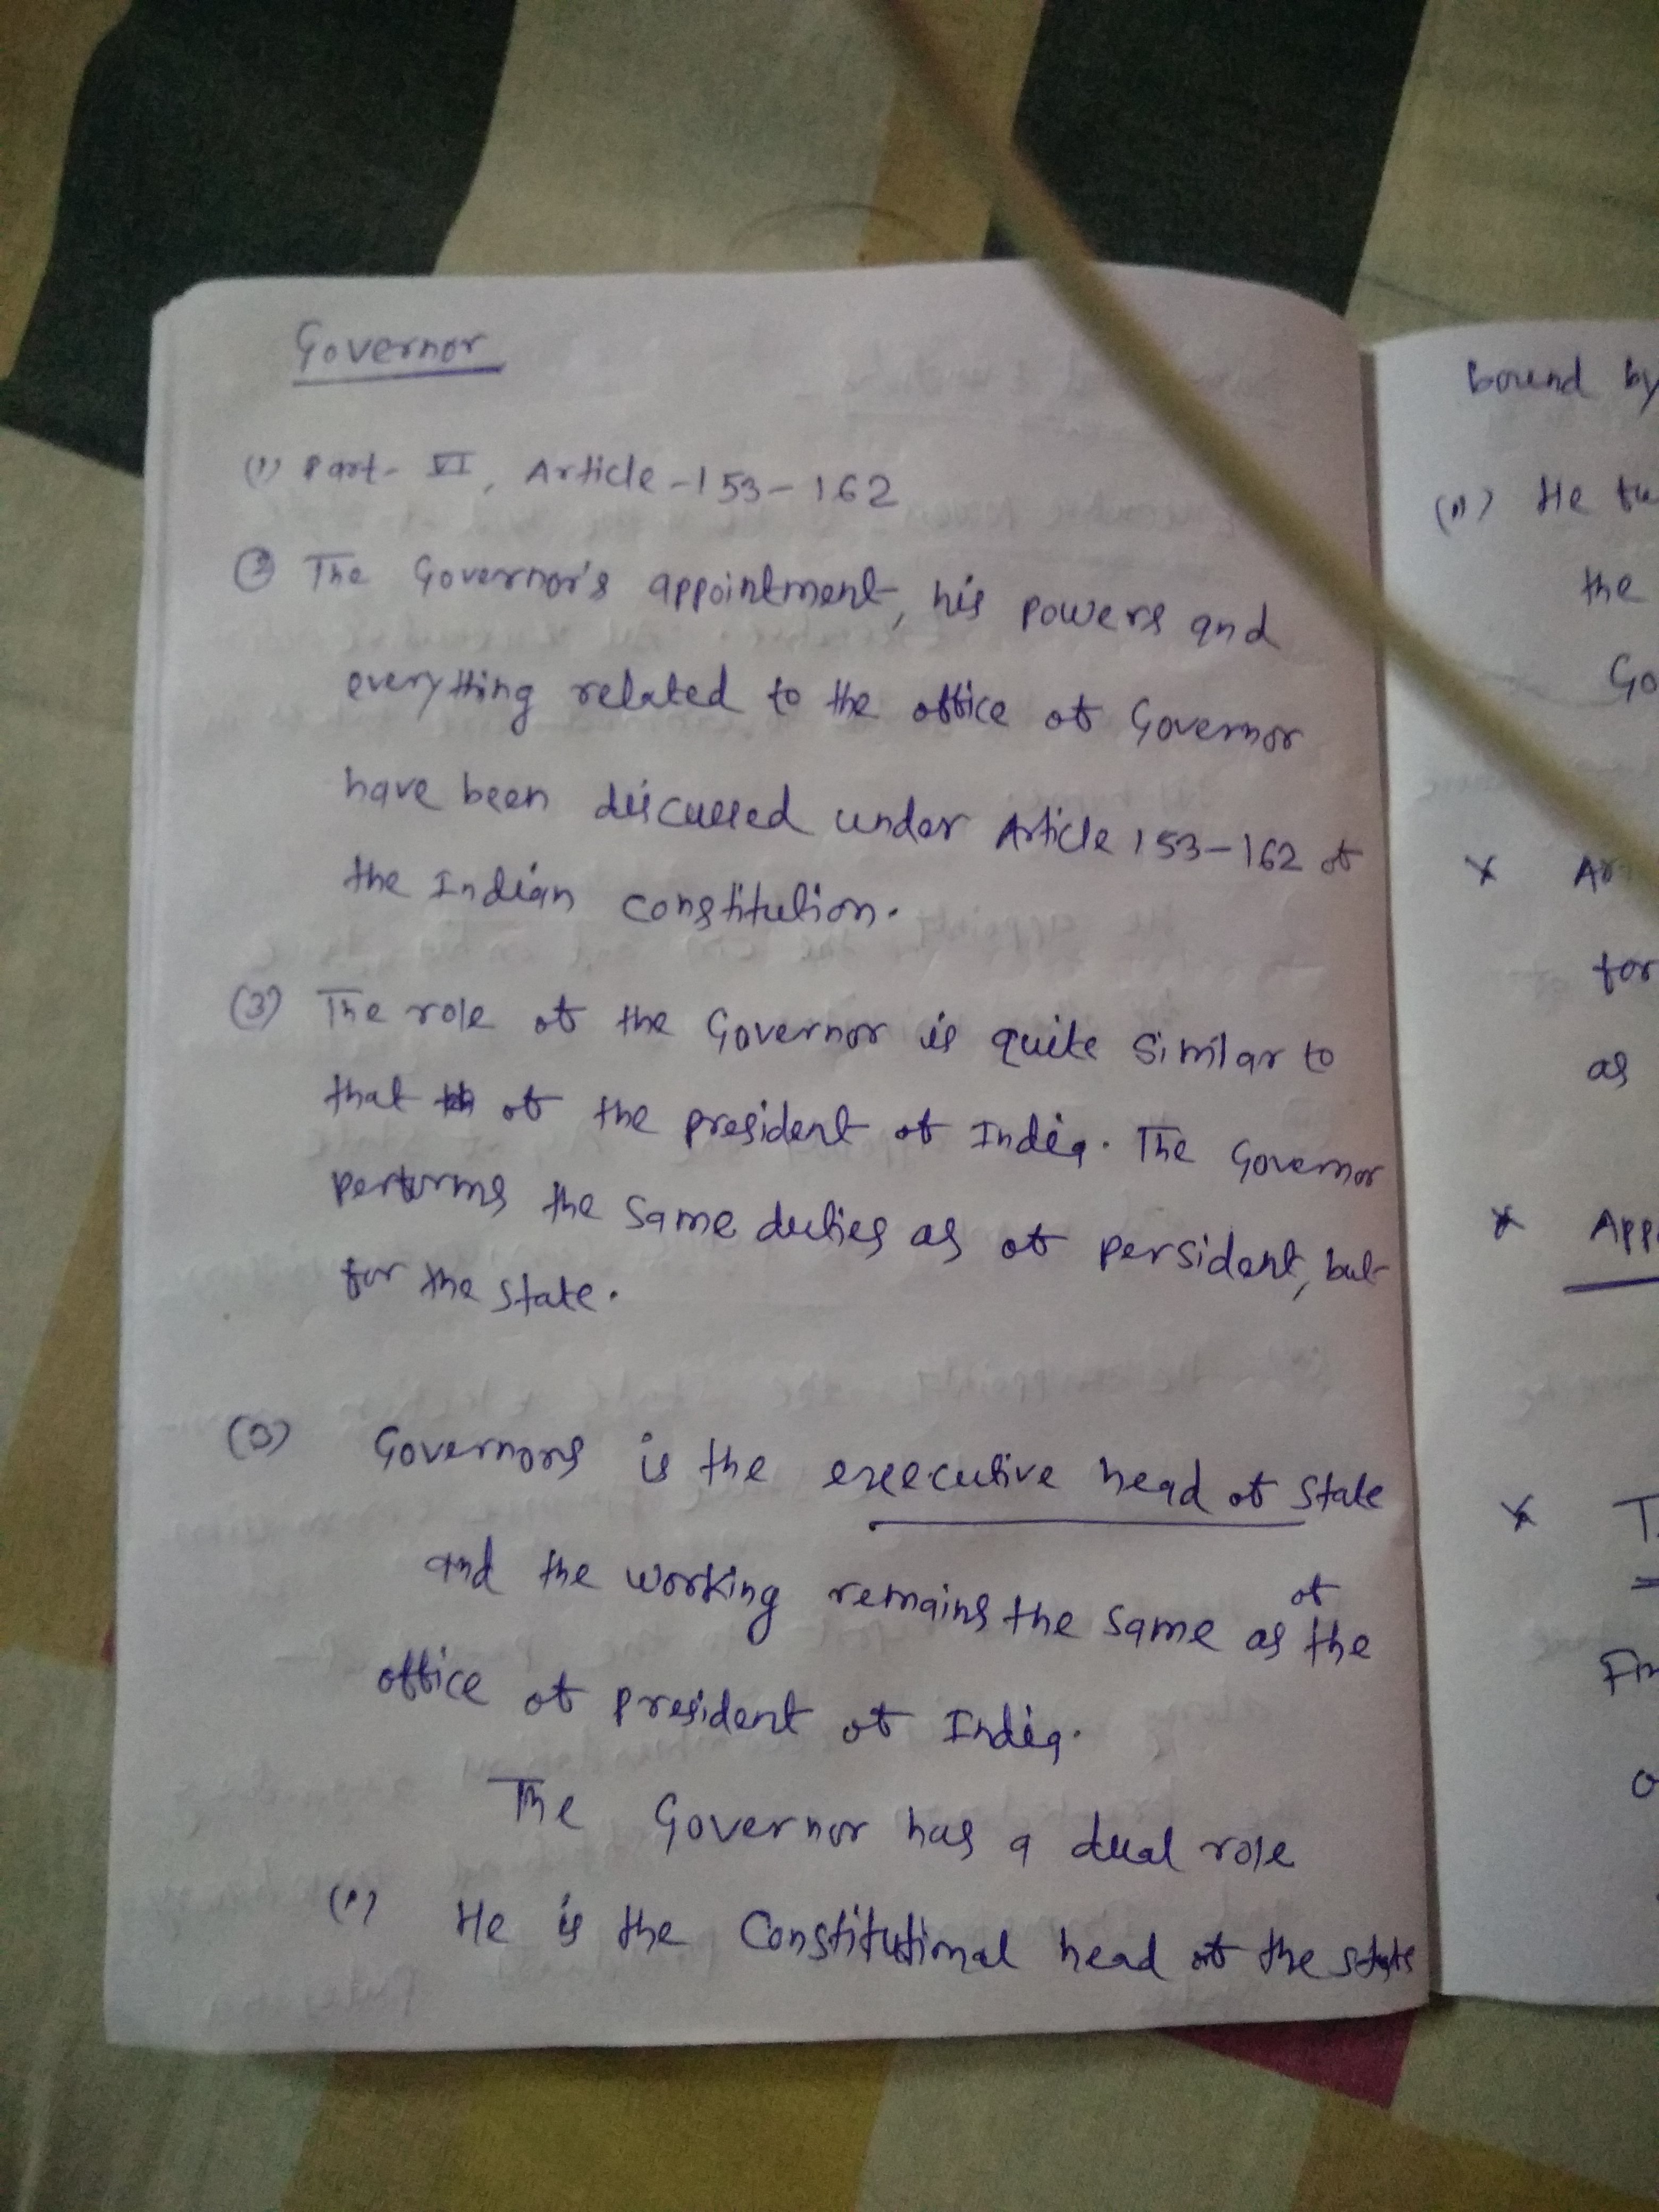 Governor
(1) Part- VI, Article -153- 162
② The Governor's appointment, his powers and
everything related to the office of Governor
have been discussed under Article 153-162 of
the Indian constitution.
(3) The role of the Governor is quite similar to
that of the president of India. The Governor
performs the same duties as of persident, but
for the state.
Governors is the executive head of state
and the working remains the same as of the
office of president of India.
The Governor has a dual role
He is the Constitutional head of the state
bound by
He
the
Go
Ar
for
as
App
T
Fin
o